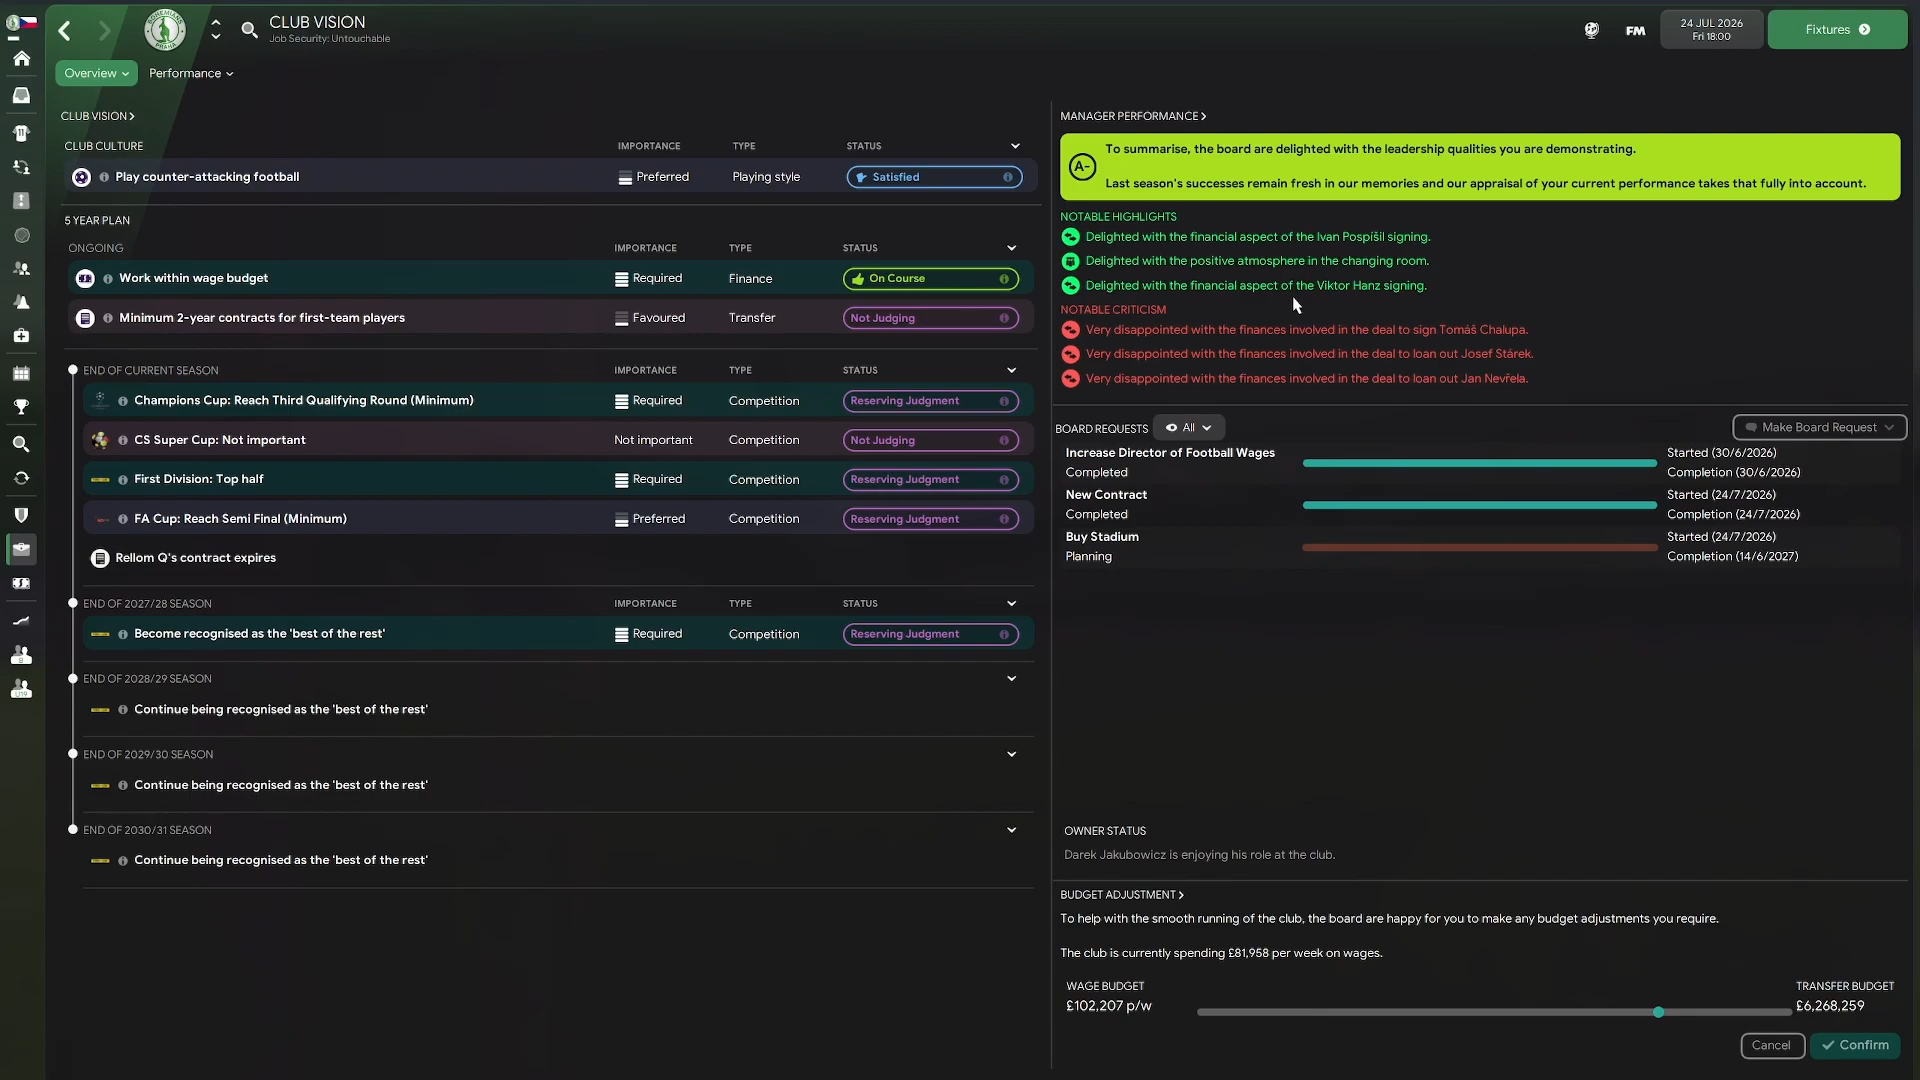 CLUB VISION
Job Security: Untouchable
FM
24 JUL 2026
Fri 18:00
Fixtures
Overview
Performance
CLUB VISION
CLUB CULTURE IMPORTANCE TYPE STATUS
Play counter-attacking football Preferred Playing style Satisfied
5 YEAR PLAN
ONGOING IMPORTANCE TYPE STATUS
Work within wage budget Required Finance On Course
Minimum 2-year contracts for first-team players Favoured Transfer Not Judging
END OF CURRENT SEASON IMPORTANCE TYPE STATUS
Champions Cup: Reach Third Qualifying Round (Minimum) Required Competition Reserving Judgment
CS Super Cup: Not important Not important Competition Not Judging
First Division: Top half Required Competition Reserving Judgment
FA Cup: Reach Semi Final (Minimum) Preferred Competition Reserving Judgment
Rellom Q's contract expires
END OF 2027/28 SEASON IMPORTANCE TYPE STATUS
Become recognised as the 'best of the rest' Required Competition Reserving Judgment
END OF 2028/29 SEASON
Continue being recognised as the 'best of the rest'
END OF 2029/30 SEASON
Continue being recognised as the 'best of the rest'
END OF 2030/31 SEASON
Continue being recognised as the 'best of the rest'
MANAGER PERFORMANCE
A-
To summarise, the board are delighted with the leadership qualities you are demonstrating.
Last season's successes remain fresh in our memories and our appraisal of your current performance takes that fully into account.
NOTABLE HIGHLIGHTS
Delighted with the financial aspect of the Ivan Pospíšil signing.
Delighted with the positive atmosphere in the changing room.
Delighted with the financial aspect of the Viktor Hanz signing.
NOTABLE CRITICISM
Very disappointed with the finances involved in the deal to sign Tomáš Chalupa.
Very disappointed with the finances involved in the deal to loan out Josef Stárek.
Very disappointed with the finances involved in the deal to loan out Jan Nevřela.
BOARD REQUESTS All Make Board Request
Increase Director of Football Wages Started (30/6/2026)
Completed Completion (30/6/2026)
New Contract Started (24/7/2026)
Completed Completion (24/7/2026)
Buy Stadium Started (24/7/2026)
Planning Completion (14/6/2027)
OWNER STATUS
Darek Jakubowicz is enjoying his role at the club.
BUDGET ADJUSTMENT
To help with the smooth running of the club, the board are happy for you to make any budget adjustments you require.
The club is currently spending £81,958 per week on wages.
WAGE BUDGET TRANSFER BUDGET
£102,207 p/w £6,268,259
Cancel Confirm